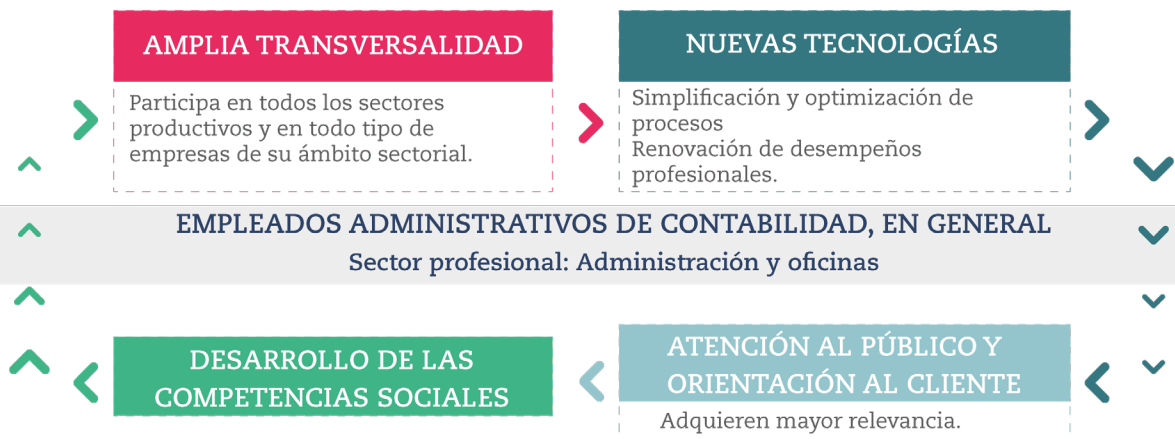 AMPLIA TRANSVERSALIDAD
Participa en todos los sectores
productivos y en todo tipo de
empresas de su ámbito sectorial.
NUEVAS TECNOLOGÍAS
Simplificación y optimización de
procesos
Renovación de desempeños
profesionales.
EMPLEADOS ADMINISTRATIVOS DE CONTABILIDAD, EN GENERAL
Sector profesional: Administración y oficinas
DESARROLLO DE LAS
COMPETENCIAS SOCIALES
ATENCIÓN AL PÚBLICO Y
ORIENTACIÓN AL CLIENTE
Adquieren mayor relevancia.